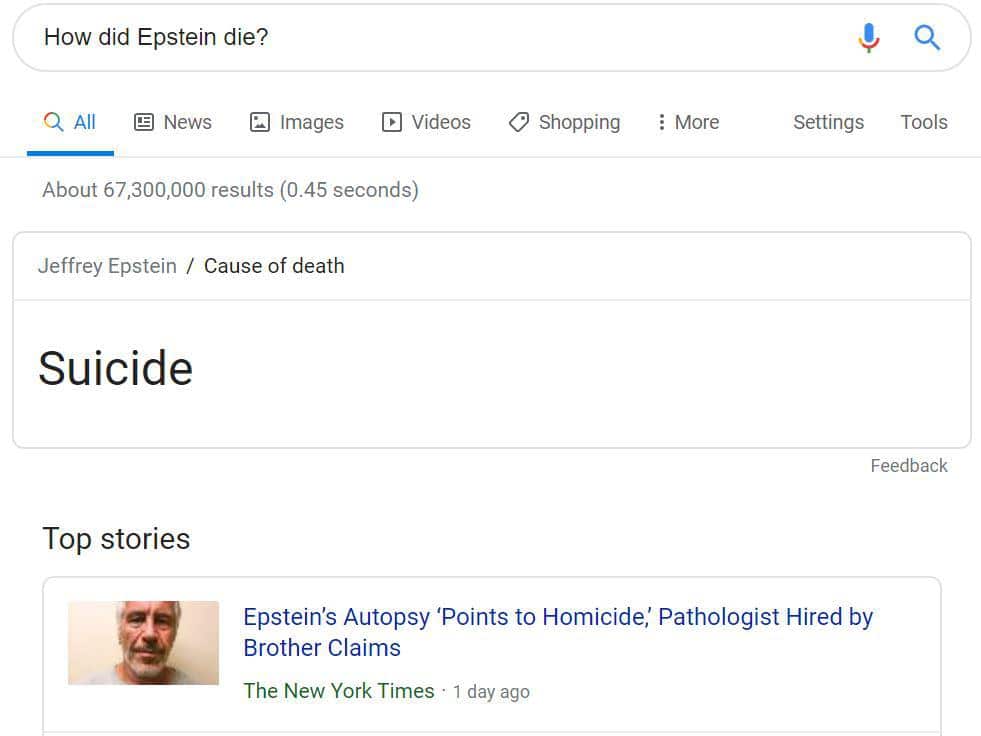 How did Epstein die?
All News Images Videos Shopping More Settings Tools
About 67,300,000 results (0.45 seconds)
Jeffrey Epstein / Cause of death
Suicide
Feedback
Top stories
Epstein’s Autopsy ‘Points to Homicide,’ Pathologist Hired by
Brother Claims
The New York Times · 1 day ago